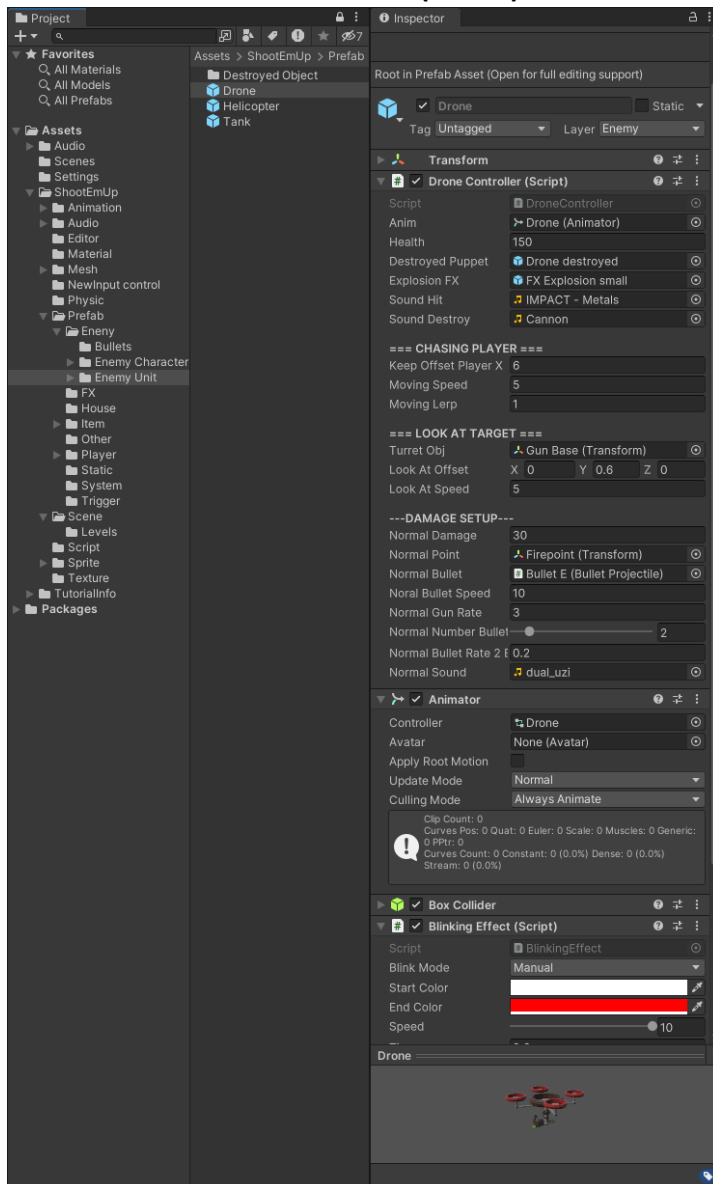 Project
Inspector
7
Favorites
All Materials
All Models
All Prefabs
Assets
Audio
Scenes
Settings
ShootEmUp
Animation
Audio
Editor
Material
Mesh
NewInput control
Physic
Prefab
Eneny
Bullets
Enemy Character
Enemy Unit
FX
House
Item
Other
Player
Static
System
Trigger
Scene
Levels
Script
Sprite
Texture
TutorialInfo
Packages
Assets > ShootEmUp > Prefab
Destroyed Object
Drone
Helicopter
Tank
Root in Prefab Asset (Open for full editing support)
Drone Static
Tag Untagged Layer Enemy
Transform
Drone Controller (Script)
Script DroneController
Anim Drone (Animator)
Health 150
Destroyed Puppet Drone destroyed
Explosion FX FX Explosion small
Sound Hit IMPACT - Metals
Sound Destroy Cannon
=== CHASING PLAYER ===
Keep Offset Player X 6
Moving Speed 5
Moving Lerp 1
=== LOOK AT TARGET ===
Turret Obj Gun Base (Transform)
Look At Offset X 0 Y 0.6 Z 0
Look At Speed 5
---DAMAGE SETUP---
Normal Damage 30
Normal Point Firepoint (Transform)
Normal Bullet Bullet E (Bullet Projectile)
Noral Bullet Speed 10
Normal Gun Rate 3
Normal Number Bullet 2
Normal Bullet Rate 2 B 0.2
Normal Sound dual_uzi
Animator
Controller Drone
Avatar None (Avatar)
Apply Root Motion
Update Mode Normal
Culling Mode Always Animate
Clip Count: 0
Curves Pos: 0 Quat: 0 Euler: 0 Scale: 0 Muscles: 0 Generic:
0 PPtr: 0
Curves Count: 0 Constant: 0 (0.0%) Dense: 0 (0.0%)
Stream: 0 (0.0%)
Box Collider
Blinking Effect (Script)
Script BlinkingEffect
Blink Mode Manual
Start Color
End Color
Speed 10
Drone